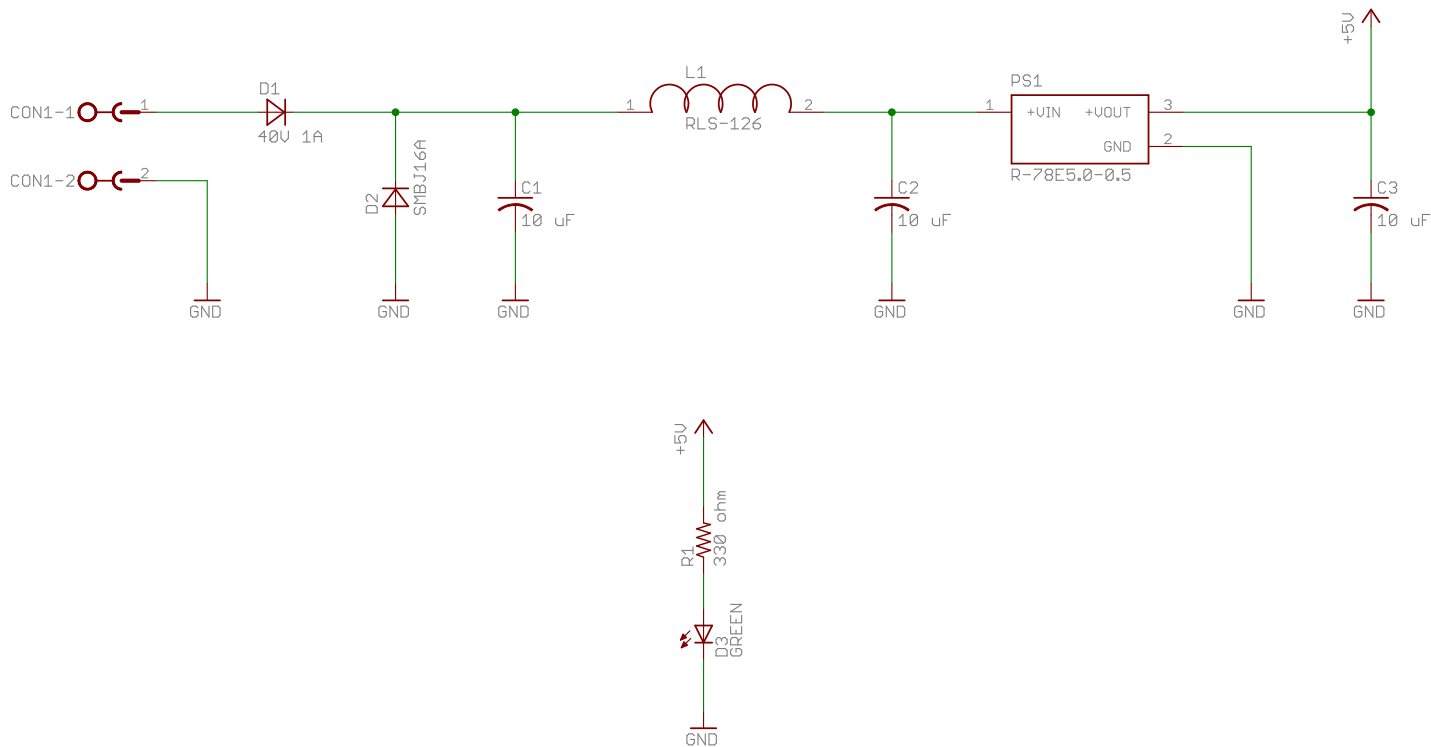 +5V
D1
L1
PS1
CON1-1
1
40V 1A
1
2
RLS-126
1
+VIN
+VOUT
3
GND
2
R-78E5.0-0.5
CON1-2
2
D2
SMBJ16A
C1
10 uF
C2
10 uF
C3
10 uF
GND
GND
GND
GND
GND
GND
+5V
R1
330 ohm
D3
GREEN
GND